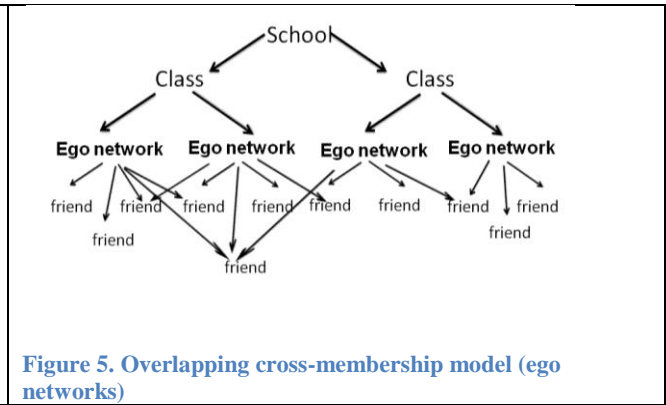 School
Class Class
Ego network Ego network Ego network Ego network
friend friend friend friend friend friend friend friend
friend friend
friend
Figure 5. Overlapping cross-membership model (ego
networks)